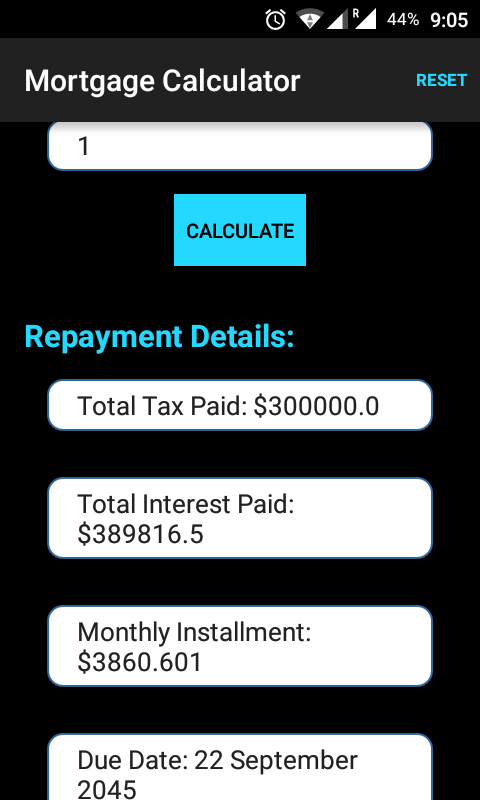 R 44% 9:05
Mortgage Calculator RESET
1
CALCULATE
Repayment Details:
Total Tax Paid: $300000.0
Total Interest Paid:
$389816.5
Monthly Installment:
$3860.601
Due Date: 22 September
2045